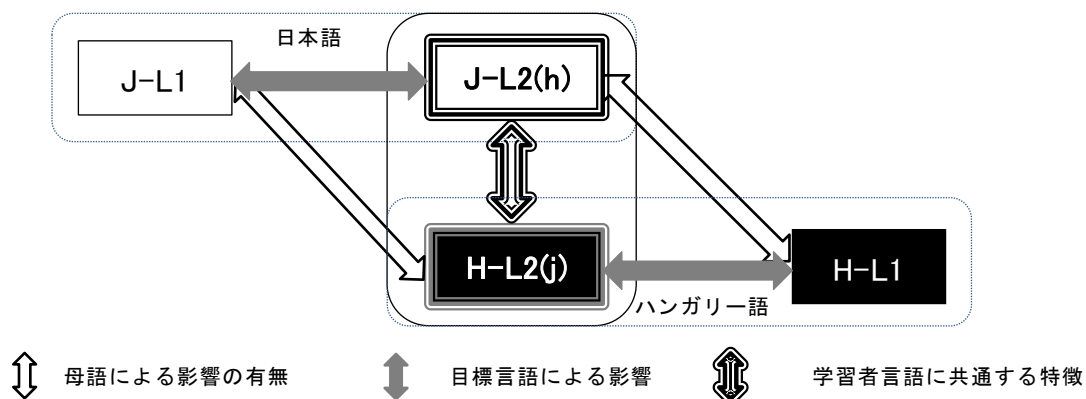 日本語
J-L1
J-L2(h)
H-L2(j)
H-L1
ハンガリー語
母語による影響の有無
目標言語による影響
学習者言語に共通する特徴